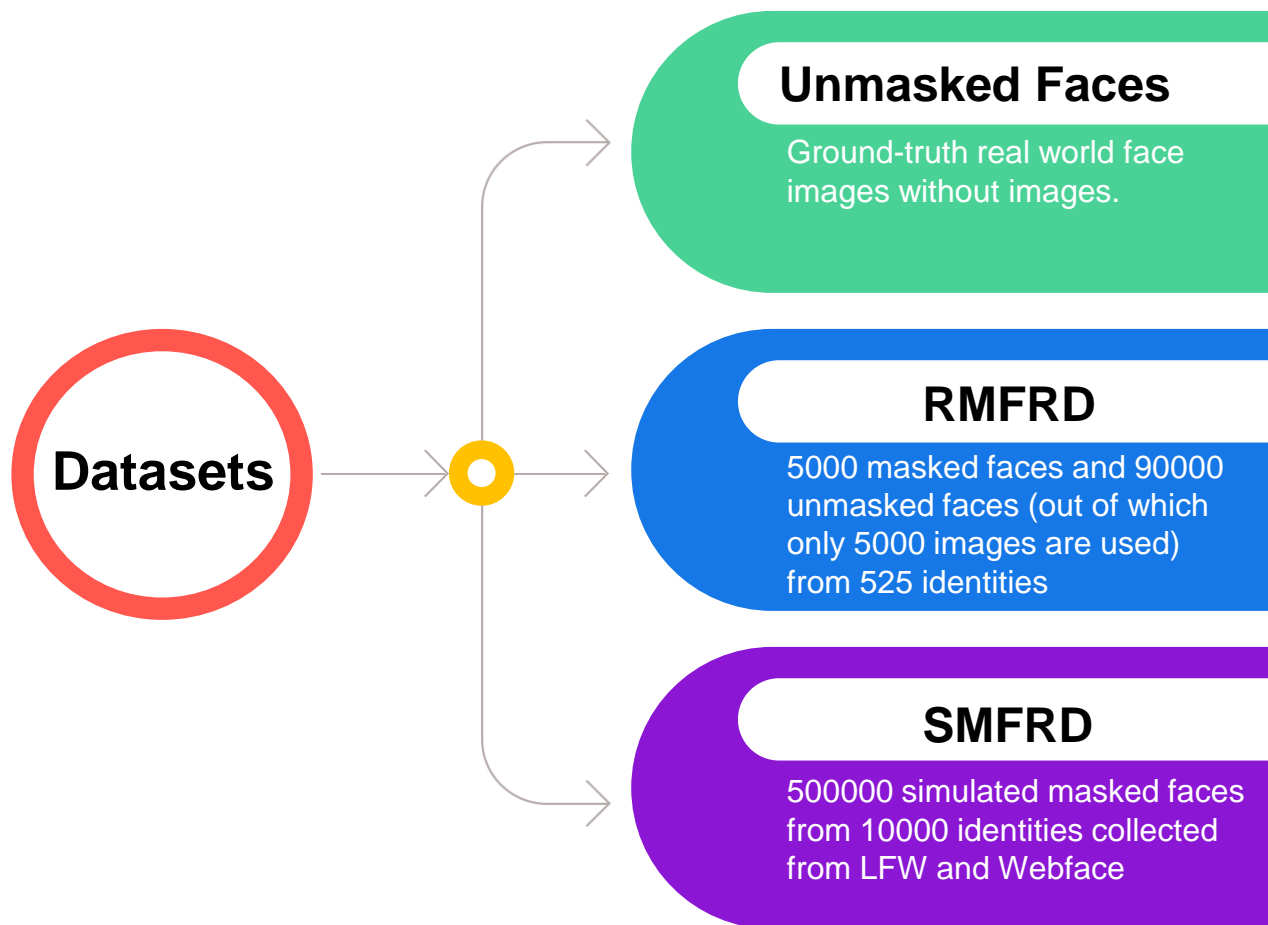 Datasets
Unmasked Faces
Ground-truth real world face
images without images.
RMFRD
5000 masked faces and 90000
unmasked faces (out of which
only 5000 images are used)
from 525 identities
SMFRD
500000 simulated masked faces
from 10000 identities collected
from LFW and Webface